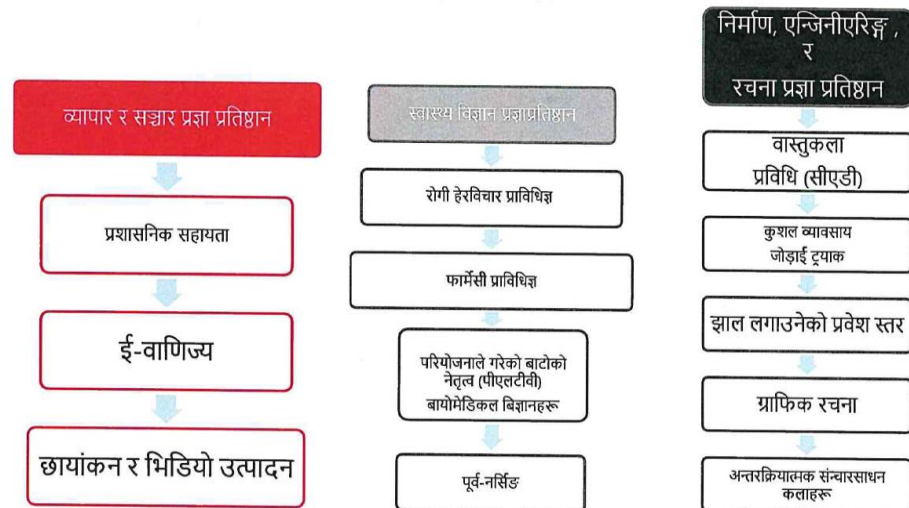 व्यापार र सञ्चार प्रज्ञा प्रतिष्ठान
प्रशासनिक सहायता
ई-वाणिज्य
छायांकन र भिडियो उत्पादन
स्वास्थ्य विज्ञान प्रज्ञाप्रतिष्ठान
रोगी हेरविचार प्राविधिज्ञ
फार्मेसी प्राविधिज्ञ
परियोजनाले गरेको बाटोको
नेतृत्व (पीएलटीवी)
बायोमेडिकल बिज्ञानहरू
पूर्व-नर्सिङ
निर्माण, एन्जिनीएरिङ्ग ,
र
रचना प्रज्ञा प्रतिष्ठान
वास्तुकला
प्रविधि (सीएडी)
कुशल ब्यावसाय
जोड़ाई ट्रयाक
झाल लगाउनेको प्रवेश स्तर
ग्राफिक रचना
अन्तरक्रियात्मक संन्चारसाधन
कलाहरू